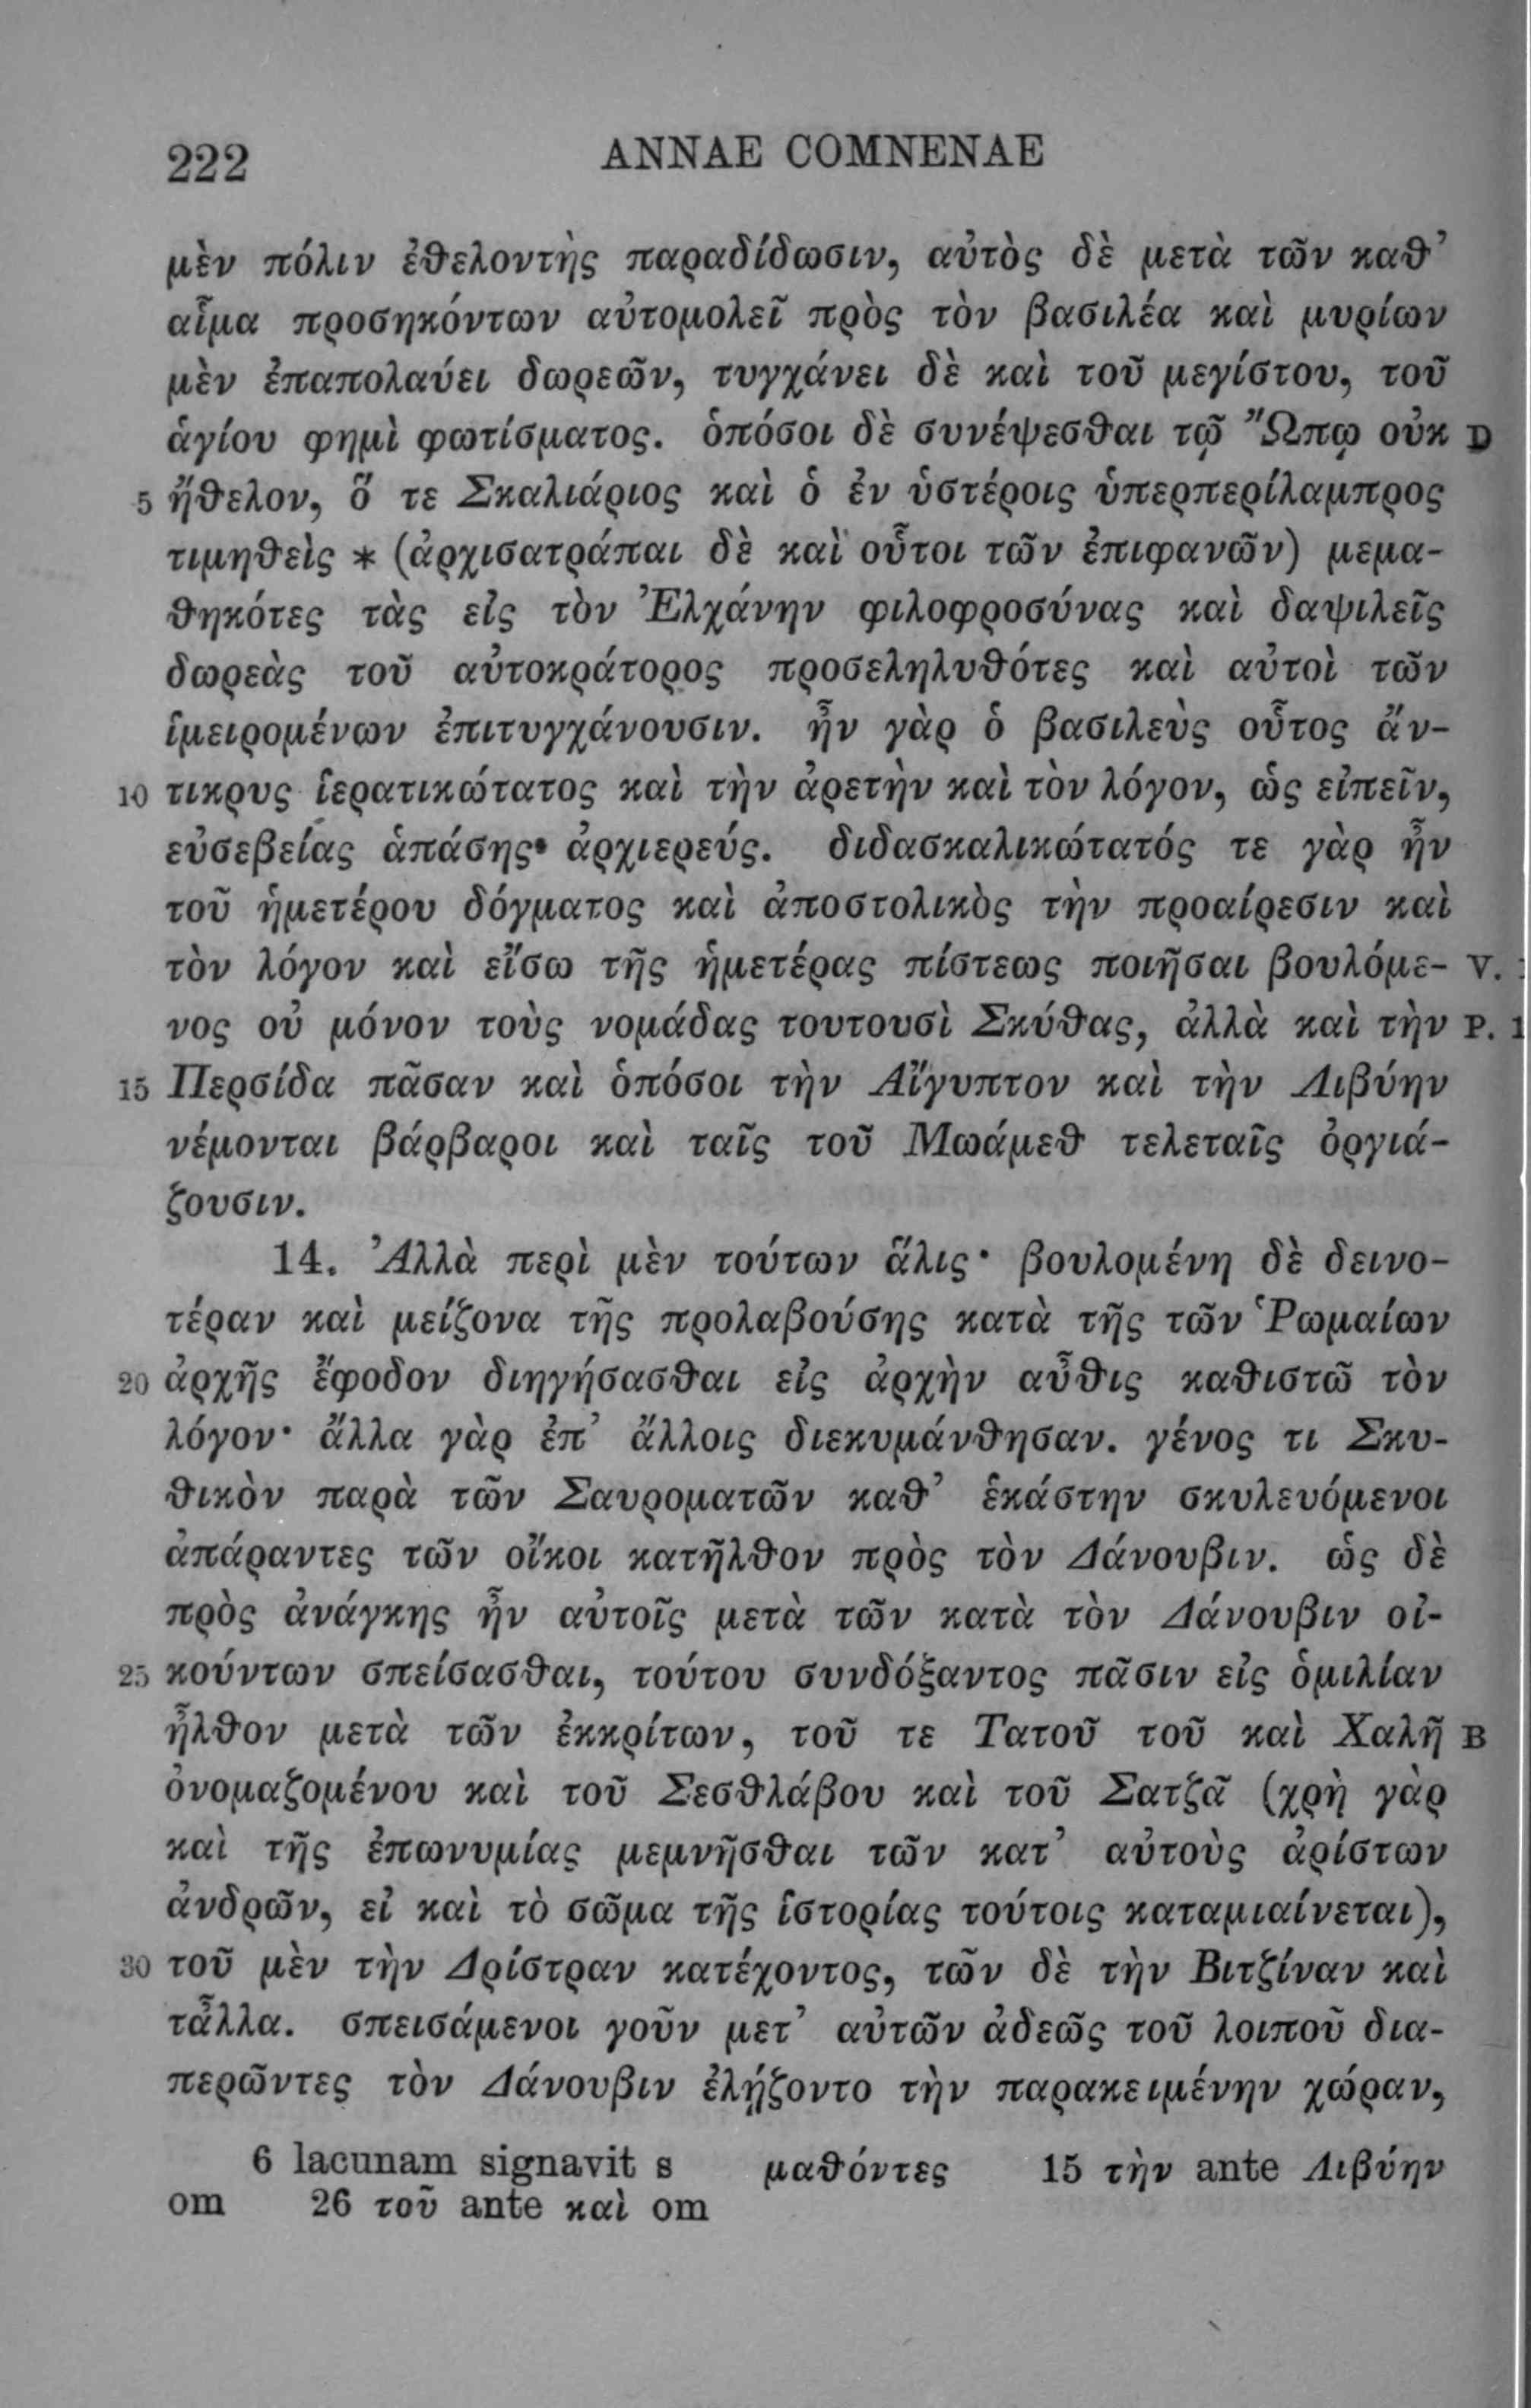 222 ANNAE COMNENAE
μὲν πόλιν ἐθελοντὴς παραδίδωσιν, αὐτὸς δὲ μετὰ τῶν καθ’
αἷμα προσηκόντων αὐτομολεῖ πρὸς τὸν βασιλέα καὶ μυρίων
μὲν ἐπαπολαύει δωρεῶν, τυγχάνει δὲ καὶ τοῦ μεγίστου, τοῦ
ἁγίου φημὶ φωτίσματος. ὁπόσοι δὲ συνέψεσθαι τῷ Ὤπῳ οὐκ D
5 ἤθελον, ὅ τε Σκαλιάριος καὶ ὁ ἐν ὑστέροις ὑπερπερίλαμπρος
τιμηθεὶς * (ἀρχισατράπαι δὲ καὶ οὗτοι τῶν ἐπιφανῶν) μεμα-
θηκότες τὰς εἰς τὸν Ἐλχάνην φιλοφροσύνας καὶ δαψιλεῖς
δωρεὰς τοῦ αὐτοκράτορος προσεληλυθότες καὶ αὐτοὶ τῶν
ἱμειρομένων ἐπιτυγχάνουσιν. ἦν γὰρ ὁ βασιλεὺς οὗτος ἄν-
10 τικρυς ἱερατικώτατος καὶ τὴν ἀρετὴν καὶ τὸν λόγον, ὡς εἰπεῖν,
εὐσεβείας ἁπάσης· ἀρχιερεύς. διδασκαλικώτατός τε γὰρ ἦν
τοῦ ἡμετέρου δόγματος καὶ ἀποστολικὸς τὴν προαίρεσιν καὶ
τὸν λόγον καὶ εἴσω τῆς ἡμετέρας πίστεως ποιῆσαι βουλόμε- V.
νος οὐ μόνον τοὺς νομάδας τουτουσὶ Σκύθας, ἀλλὰ καὶ τὴν P. 1
15 Περσίδα πᾶσαν καὶ ὁπόσοι τὴν Αἴγυπτον καὶ τὴν Λιβύην
νέμονται βάρβαροι καὶ ταῖς τοῦ Μωάμεθ τελεταῖς ὀργιά-
ζουσιν.
14. Ἀλλὰ περὶ μὲν τούτων ἅλις· βουλομένη δὲ δεινο-
τέραν καὶ μείζονα τῆς προλαβούσης κατὰ τῆς τῶν Ῥωμαίων
20 ἀρχῆς ἔφοδον διηγήσασθαι εἰς ἀρχὴν αὖθις καθιστῶ τὸν
λόγον· ἄλλα γὰρ ἐπ’ ἄλλοις διεκυμάνθησαν. γένος τι Σκυ-
θικὸν παρὰ τῶν Σαυροματῶν καθ’ ἑκάστην σκυλευόμενοι
ἀπάραντες τῶν οἴκοι κατῆλθον πρὸς τὸν Δάνουβιν. ὡς δὲ
πρὸς ἀνάγκης ἦν αὐτοῖς μετὰ τῶν κατὰ τὸν Δάνουβιν οἰ-
25 κούντων σπείσασθαι, τούτου συνδόξαντος πᾶσιν εἰς ὁμιλίαν
ἦλθον μετὰ τῶν ἐκκρίτων, τοῦ τε Τατοῦ τοῦ καὶ Χαλῆ B
ὀνομαζομένου καὶ τοῦ Σεσθλάβου καὶ τοῦ Σατζᾶ (χρὴ γὰρ
καὶ τῆς ἐπωνυμίας μεμνῆσθαι τῶν κατ’ αὐτοὺς ἀρίστων
ἀνδρῶν, εἰ καὶ τὸ σῶμα τῆς ἱστορίας τούτοις καταμιαίνεται),
30 τοῦ μὲν τὴν Δρίστραν κατέχοντος, τῶν δὲ τὴν Βιτζίναν καὶ
τἆλλα. σπεισάμενοι γοῦν μετ’ αὐτῶν ἀδεῶς τοῦ λοιποῦ δια-
περῶντες τὸν Δάνουβιν ἐλῄζοντο τὴν παρακειμένην χώραν,
6 lacunam signavit s μαθόντες 15 τὴν ante Λιβύην
om 26 τοῦ ante καὶ om